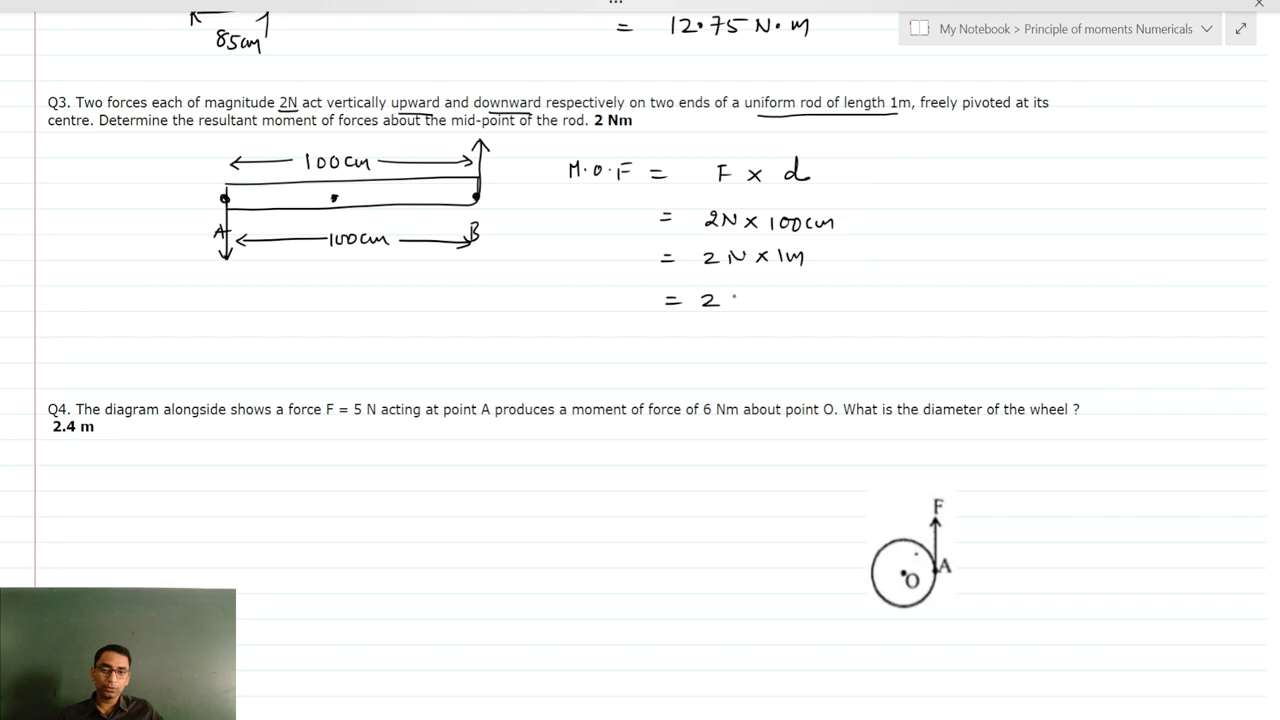 85cm
= 12.75 N.m
My Notebook > Principle of moments Numericals
Q3. Two forces each of magnitude 2N act vertically upward and downward respectively on two ends of a uniform rod of length 1m, freely pivoted at its
centre. Determine the resultant moment of forces about the mid-point of the rod. 2 Nm
100cm
A
100cm
B
M.O.F = F x d
= 2N x 100cm
= 2 N x 1m
= 2
Q4. The diagram alongside shows a force F = 5 N acting at point A produces a moment of force of 6 Nm about point O. What is the diameter of the wheel ?
2.4 m
F
A
O